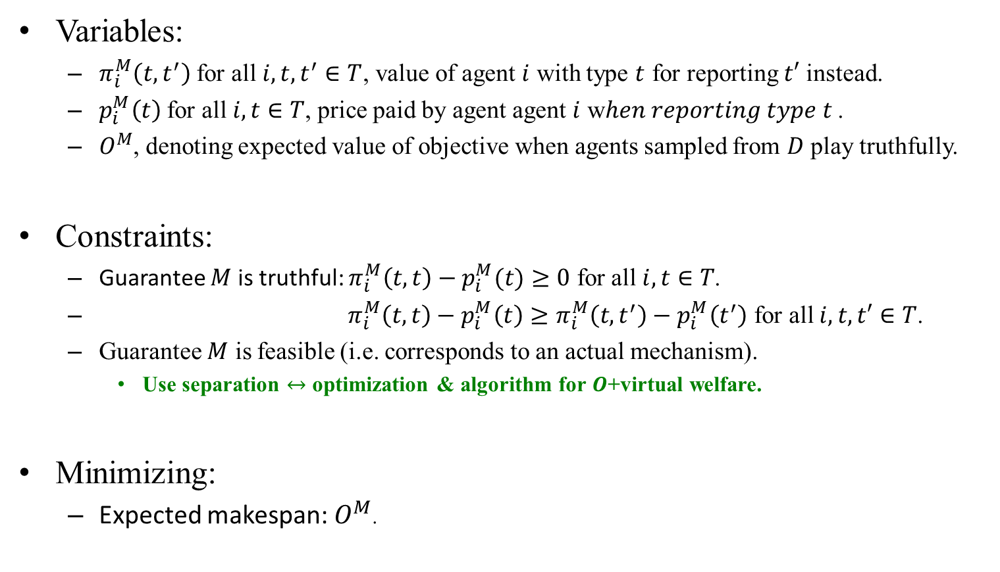 • Variables:
– $\pi_i^M(t, t')$ for all $i, t, t' \in T$, value of agent $i$ with type $t$ for reporting $t'$ instead.
– $p_i^M(t)$ for all $i, t \in T$, price paid by agent agent $i$ w$hen\ reporting\ type\ t$ .
– $O^M$, denoting expected value of objective when agents sampled from $D$ play truthfully.
• Constraints:
– Guarantee $M$ is truthful: $\pi_i^M(t, t) - p_i^M(t) \geq 0$ for all $i, t \in T$.
– $\pi_i^M(t, t) - p_i^M(t) \geq \pi_i^M(t, t') - p_i^M(t')$ for all $i, t, t' \in T$.
– Guarantee $M$ is feasible (i.e. corresponds to an actual mechanism).
• Use separation ↔ optimization & algorithm for $O$+virtual welfare.
• Minimizing:
– Expected makespan: $O^M$.